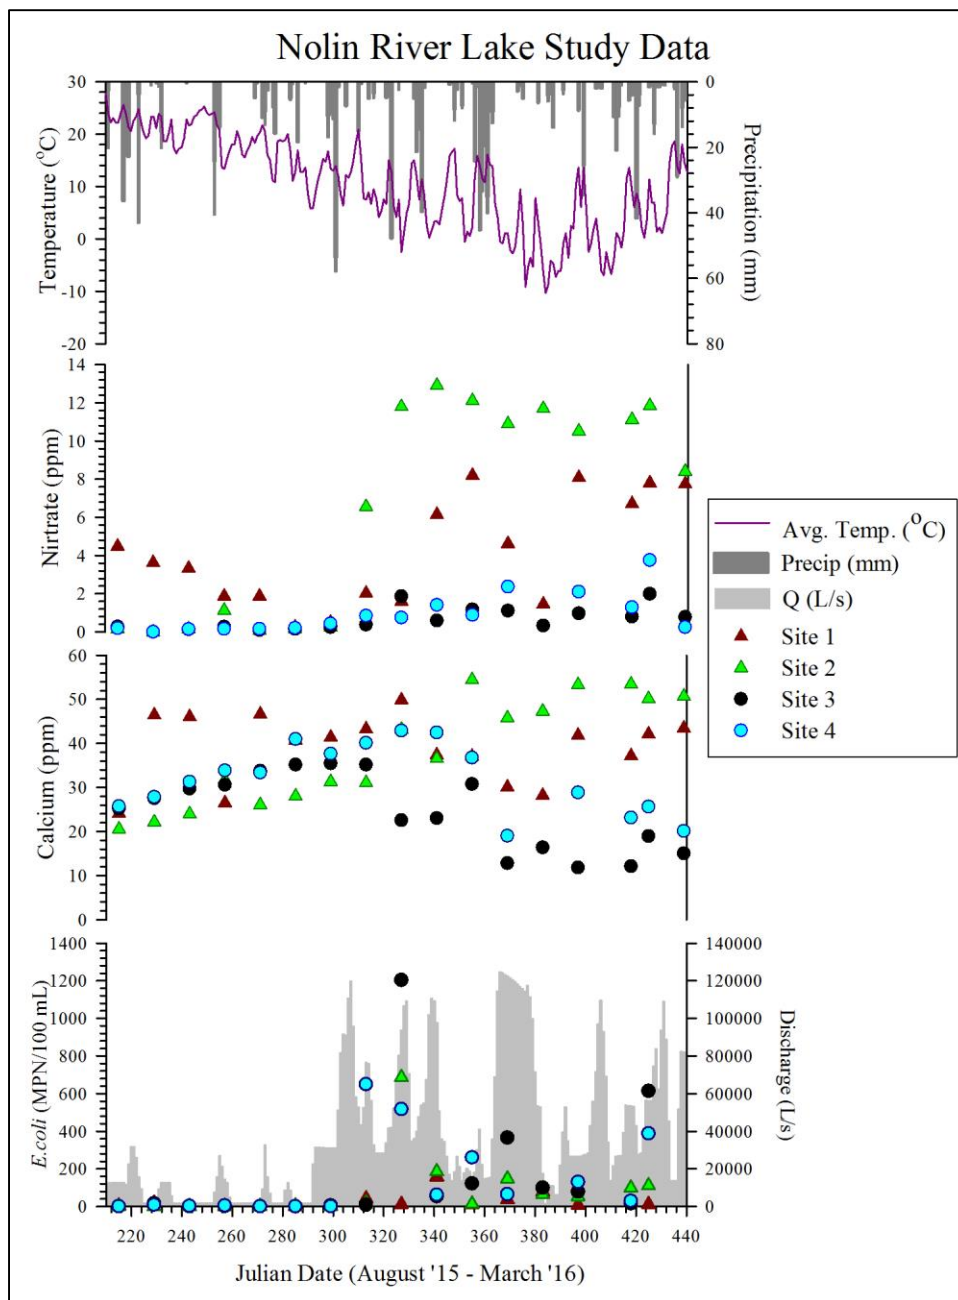 Nolin River Lake Study Data
30
20
10
0
-10
-20
Temperature (°C)
0
20
40
60
80
Precipitation (mm)
14
12
10
8
6
4
2
0
Nirtrate (ppm)
60
50
40
30
20
10
0
Calcium (ppm)
1400
1200
1000
800
600
400
200
0
E.coli (MPN/100 mL)
140000
120000
100000
80000
60000
40000
20000
0
Discharge (L/s)
220 240 260 280 300 320 340 360 380 400 420 440
Julian Date (August '15 - March '16)
Avg. Temp. (°C)
Precip (mm)
Q (L/s)
Site 1
Site 2
Site 3
Site 4